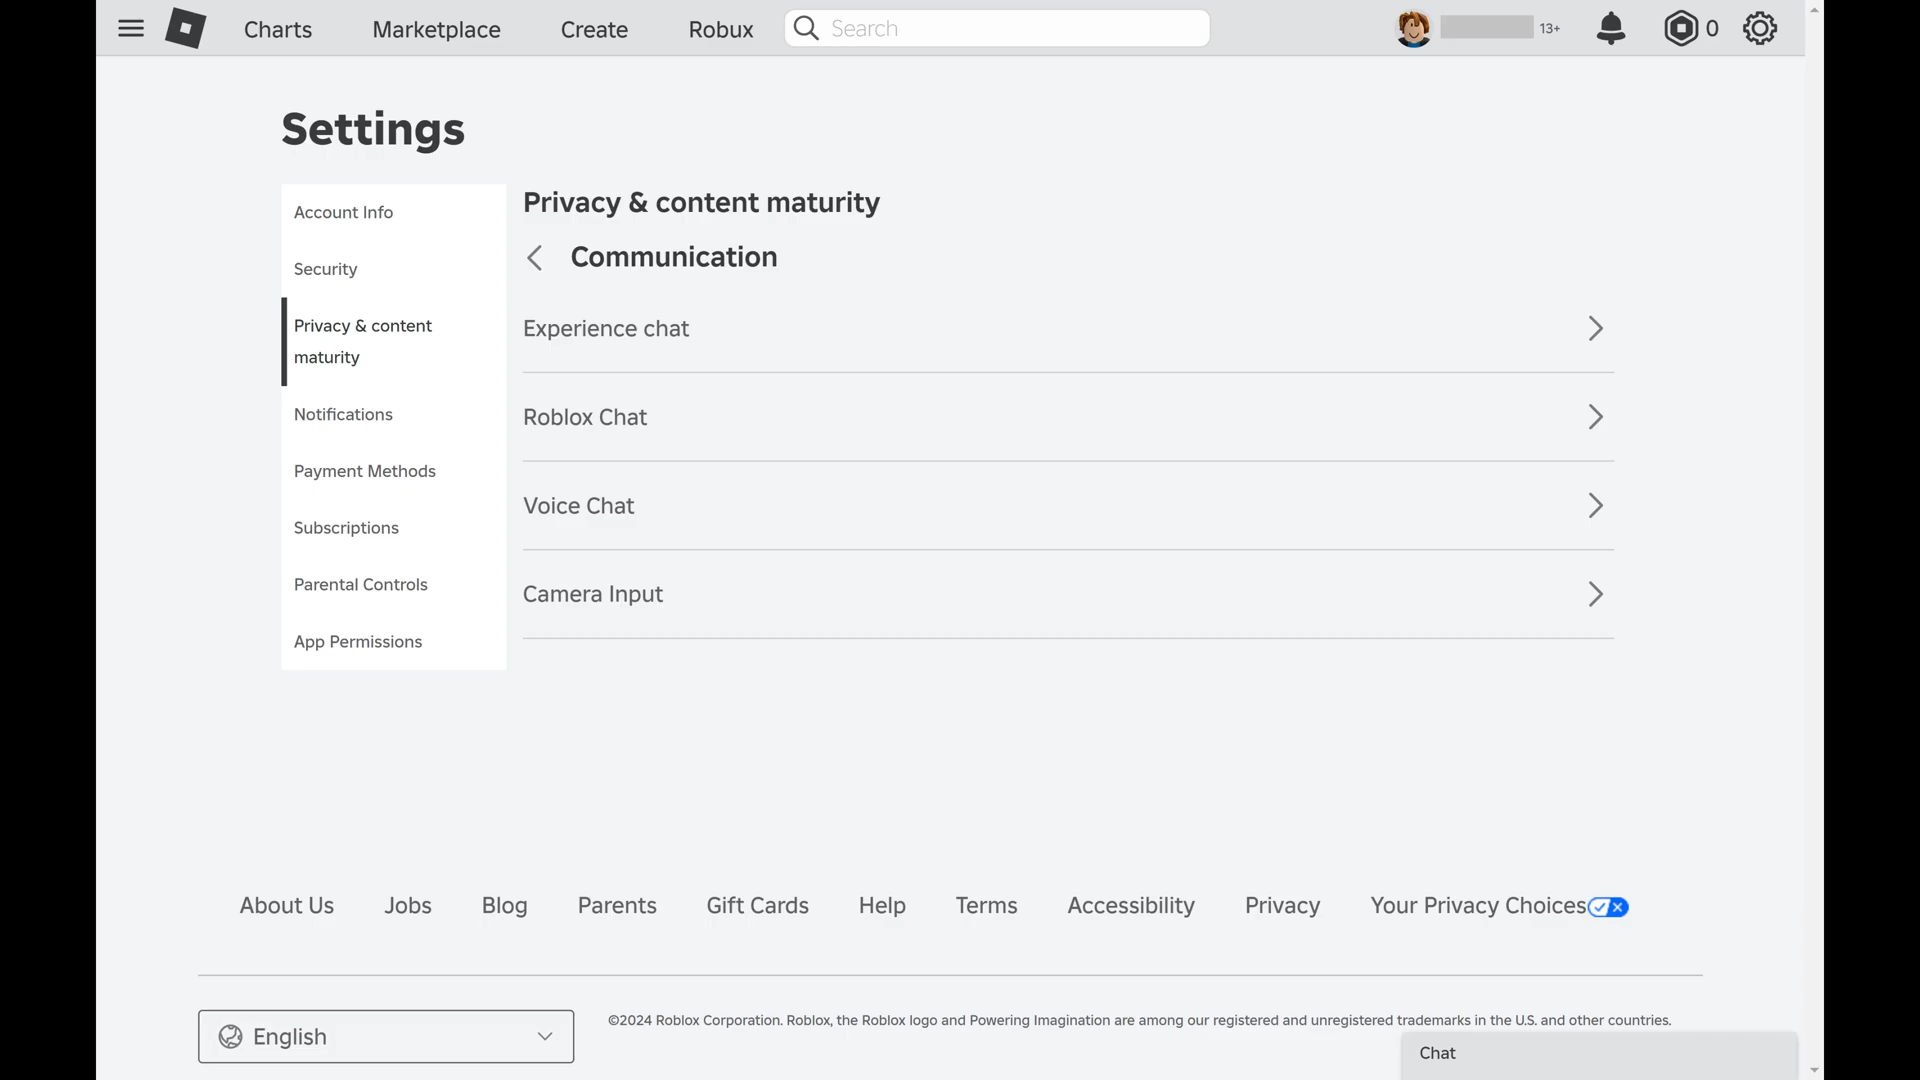 Charts
Marketplace
Create
Robux
Search
13+
0
Settings
Account Info
Security
Privacy & content
maturity
Notifications
Payment Methods
Subscriptions
Parental Controls
App Permissions
Privacy & content maturity
Communication
Experience chat
Roblox Chat
Voice Chat
Camera Input
About Us
Jobs
Blog
Parents
Gift Cards
Help
Terms
Accessibility
Privacy
Your Privacy Choices
English
©2024 Roblox Corporation. Roblox, the Roblox logo and Powering Imagination are among our registered and unregistered trademarks in the U.S. and other countries.
Chat